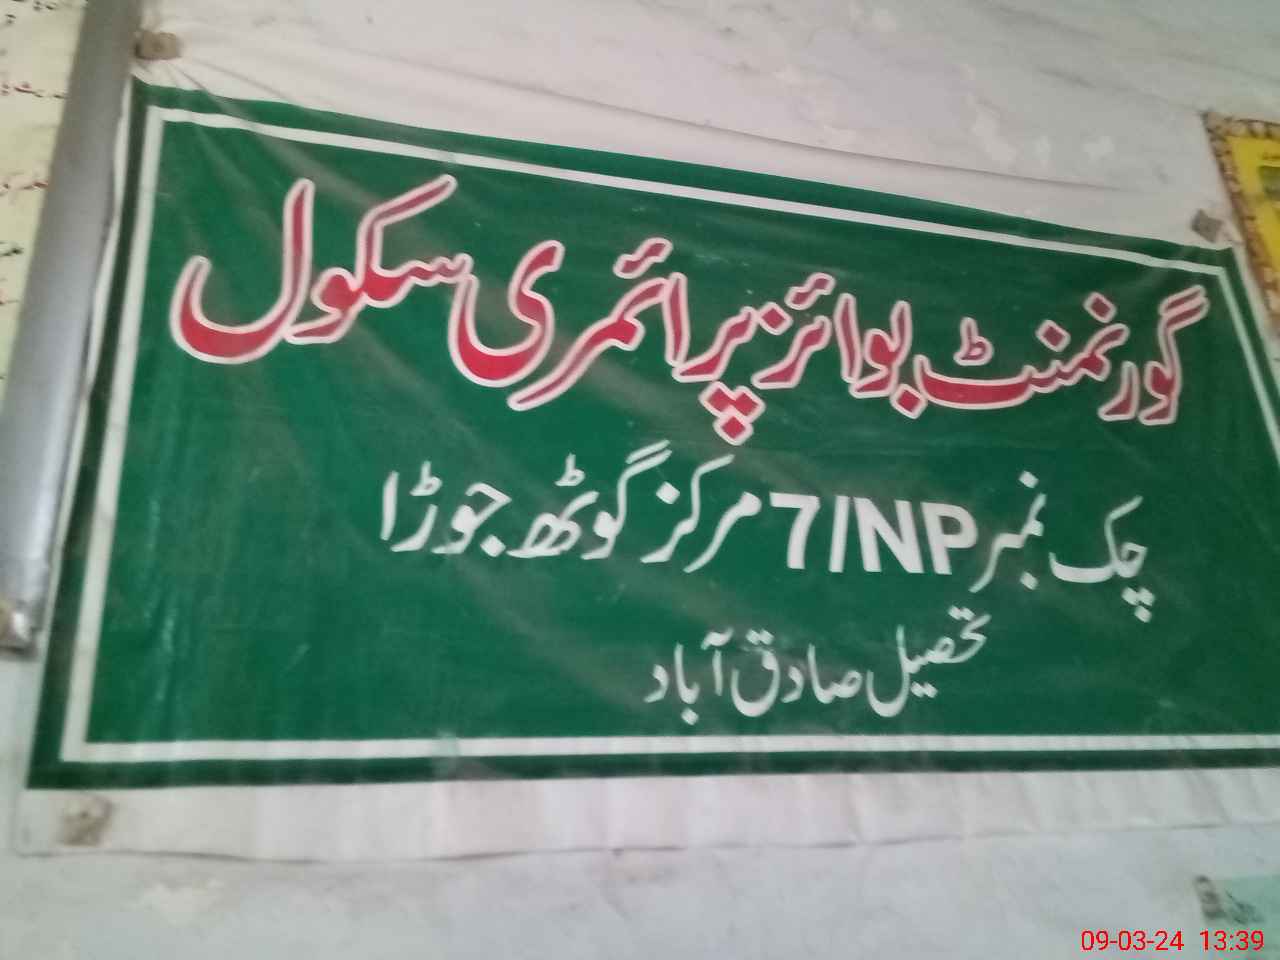 گورنمنٹ بوائز پرائمری سکول
چک نمبر 7/NP مرکز گوٹھ جوڑا
تحصیل صادق آباد
09-03-24 13:39